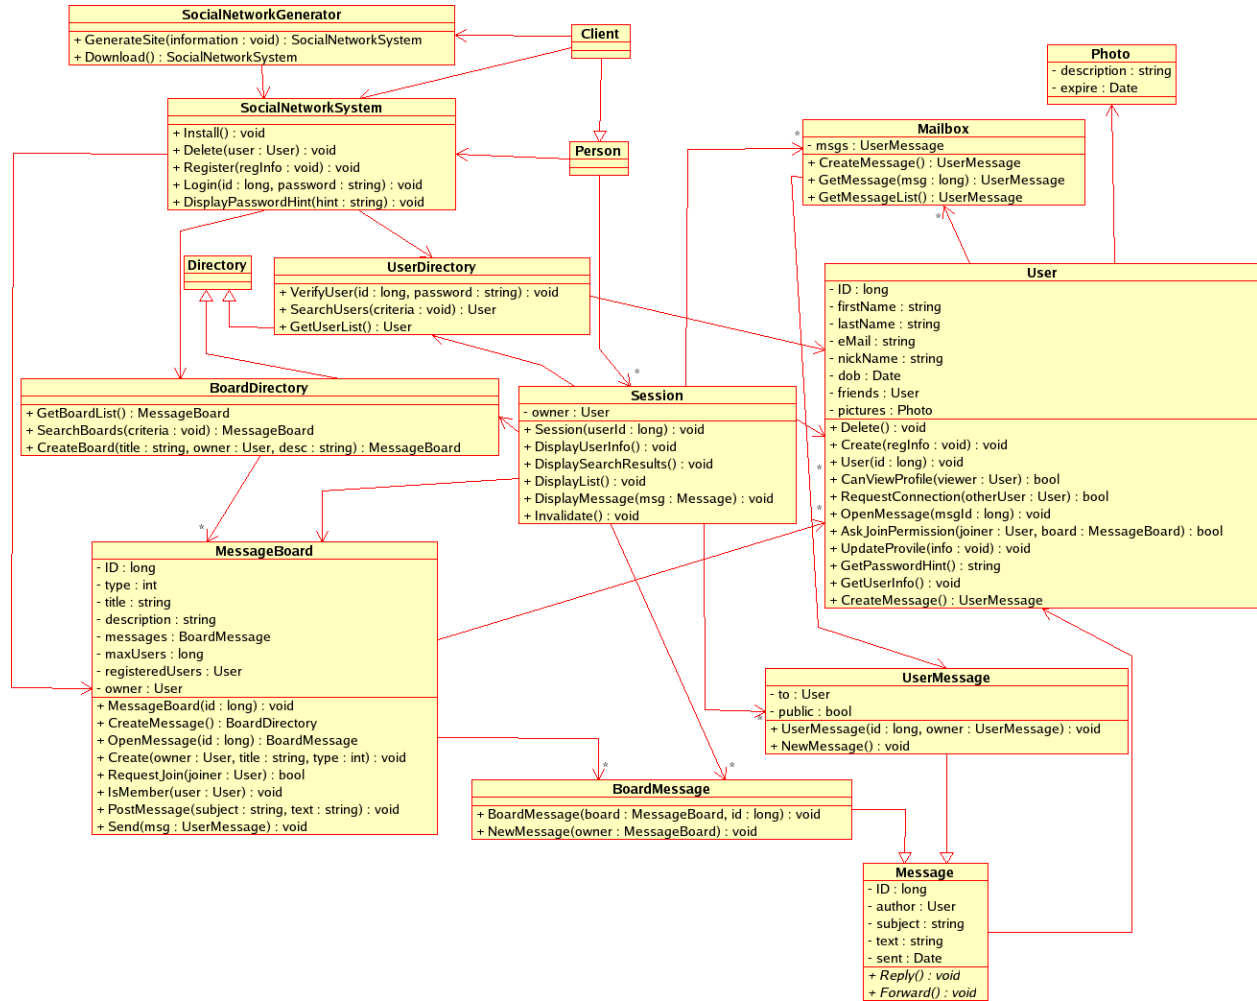 SocialNetworkGenerator
+ GenerateSite(information : void) : SocialNetworkSystem
+ Download() : SocialNetworkSystem
Client
Photo
- description : string
- expire : Date
SocialNetworkSystem
+ Install() : void
+ Delete(user : User) : void
+ Register(regInfo : void) : void
+ Login(id : long, password : string) : void
+ DisplayPasswordHint(hint : string) : void
Person
*
Mailbox
- msgs : UserMessage
+ CreateMessage() : UserMessage
+ GetMessage(msg : long) : UserMessage
+ GetMessageList() : UserMessage
*
Directory
UserDirectory
+ VerifyUser(id : long, password : string) : void
+ SearchUsers(criteria : void) : User
+ GetUserList() : User
User
- ID : long
- firstName : string
- lastName : string
- eMail : string
- nickName : string
- dob : Date
- friends : User
- pictures : Photo
+ Delete() : void
+ Create(regInfo : void) : void
+ User(id : long) : void
+ CanViewProfile(viewer : User) : bool
+ RequestConnection(otherUser : User) : bool
+ OpenMessage(msgId : long) : void
+ AskJoinPermission(joiner : User, board : MessageBoard) : bool
+ UpdateProvile(info : void) : void
+ GetPasswordHint() : string
+ GetUserInfo() : void
+ CreateMessage() : UserMessage
*
*
BoardDirectory
+ GetBoardList() : MessageBoard
+ SearchBoards(criteria : void) : MessageBoard
+ CreateBoard(title : string, owner : User, desc : string) : MessageBoard
*
Session
- owner : User
+ Session(userId : long) : void
+ DisplayUserInfo() : void
+ DisplaySearchResults() : void
+ DisplayList() : void
+ DisplayMessage(msg : Message) : void
+ Invalidate() : void
*
MessageBoard
- ID : long
- type : int
- title : string
- description : string
- messages : BoardMessage
- maxUsers : long
- registeredUsers : User
- owner : User
+ MessageBoard(id : long) : void
+ CreateMessage() : BoardDirectory
+ OpenMessage(id : long) : BoardMessage
+ Create(owner : User, title : string, type : int) : void
+ RequestJoin(joiner : User) : bool
+ IsMember(user : User) : void
+ PostMessage(subject : string, text : string) : void
+ Send(msg : UserMessage) : void
UserMessage
- to : User
- public : bool
+ UserMessage(id : long, owner : UserMessage) : void
+ NewMessage() : void
*
*
*
BoardMessage
+ BoardMessage(board : MessageBoard, id : long) : void
+ NewMessage(owner : MessageBoard) : void
Message
- ID : long
- author : User
- subject : string
- text : string
- sent : Date
+ Reply() : void
+ Forward() : void